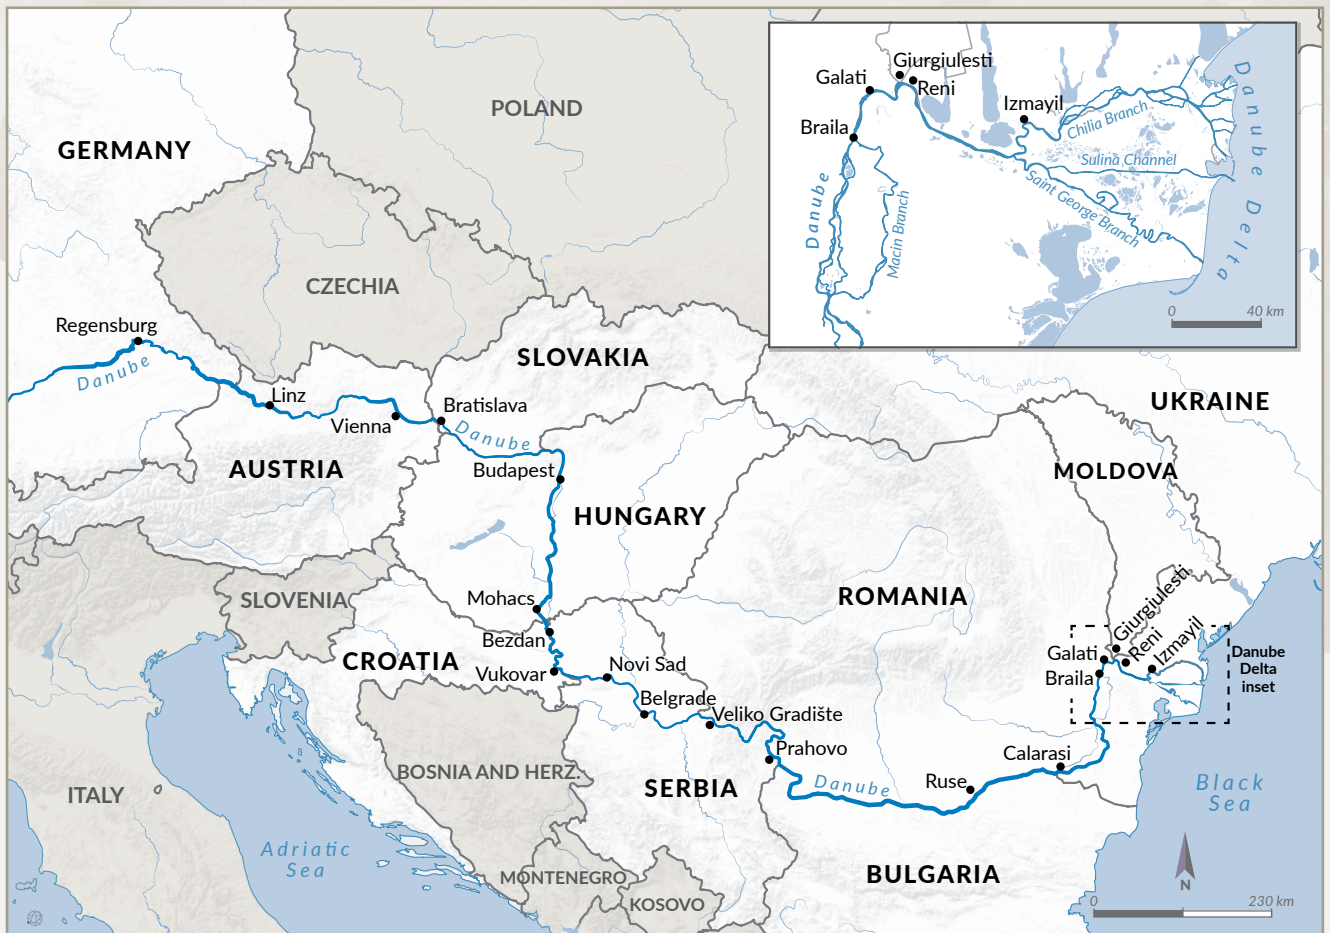 POLAND
GERMANY
CZECHIA
Regensburg
Danube
SLOVAKIA
Linz
Vienna
Bratislava
Danube
AUSTRIA
Budapest
HUNGARY
UKRAINE
MOLDOVA
ROMANIA
SLOVENIA
Mohacs
Bezdan
CROATIA
Vukovar
Novi Sad
Belgrade
Veliko Gradište
Prahovo
BOSNIA AND HERZ.
SERBIA
Danube
Ruse
Calarasi
Galati
Braila
Giurgiulesti
Reni
Izmayil
Danube
Delta
inset
ITALY
Adriatic
Sea
MONTENEGRO
KOSOVO
BULGARIA
Black
Sea
N
0
230 km
Giurgiulesti
Galati
Reni
Izmayil
Braila
Chilia Branch
Sulina Channel
Saint George Branch
Danube
Macin Branch
Danube Delta
0
40 km